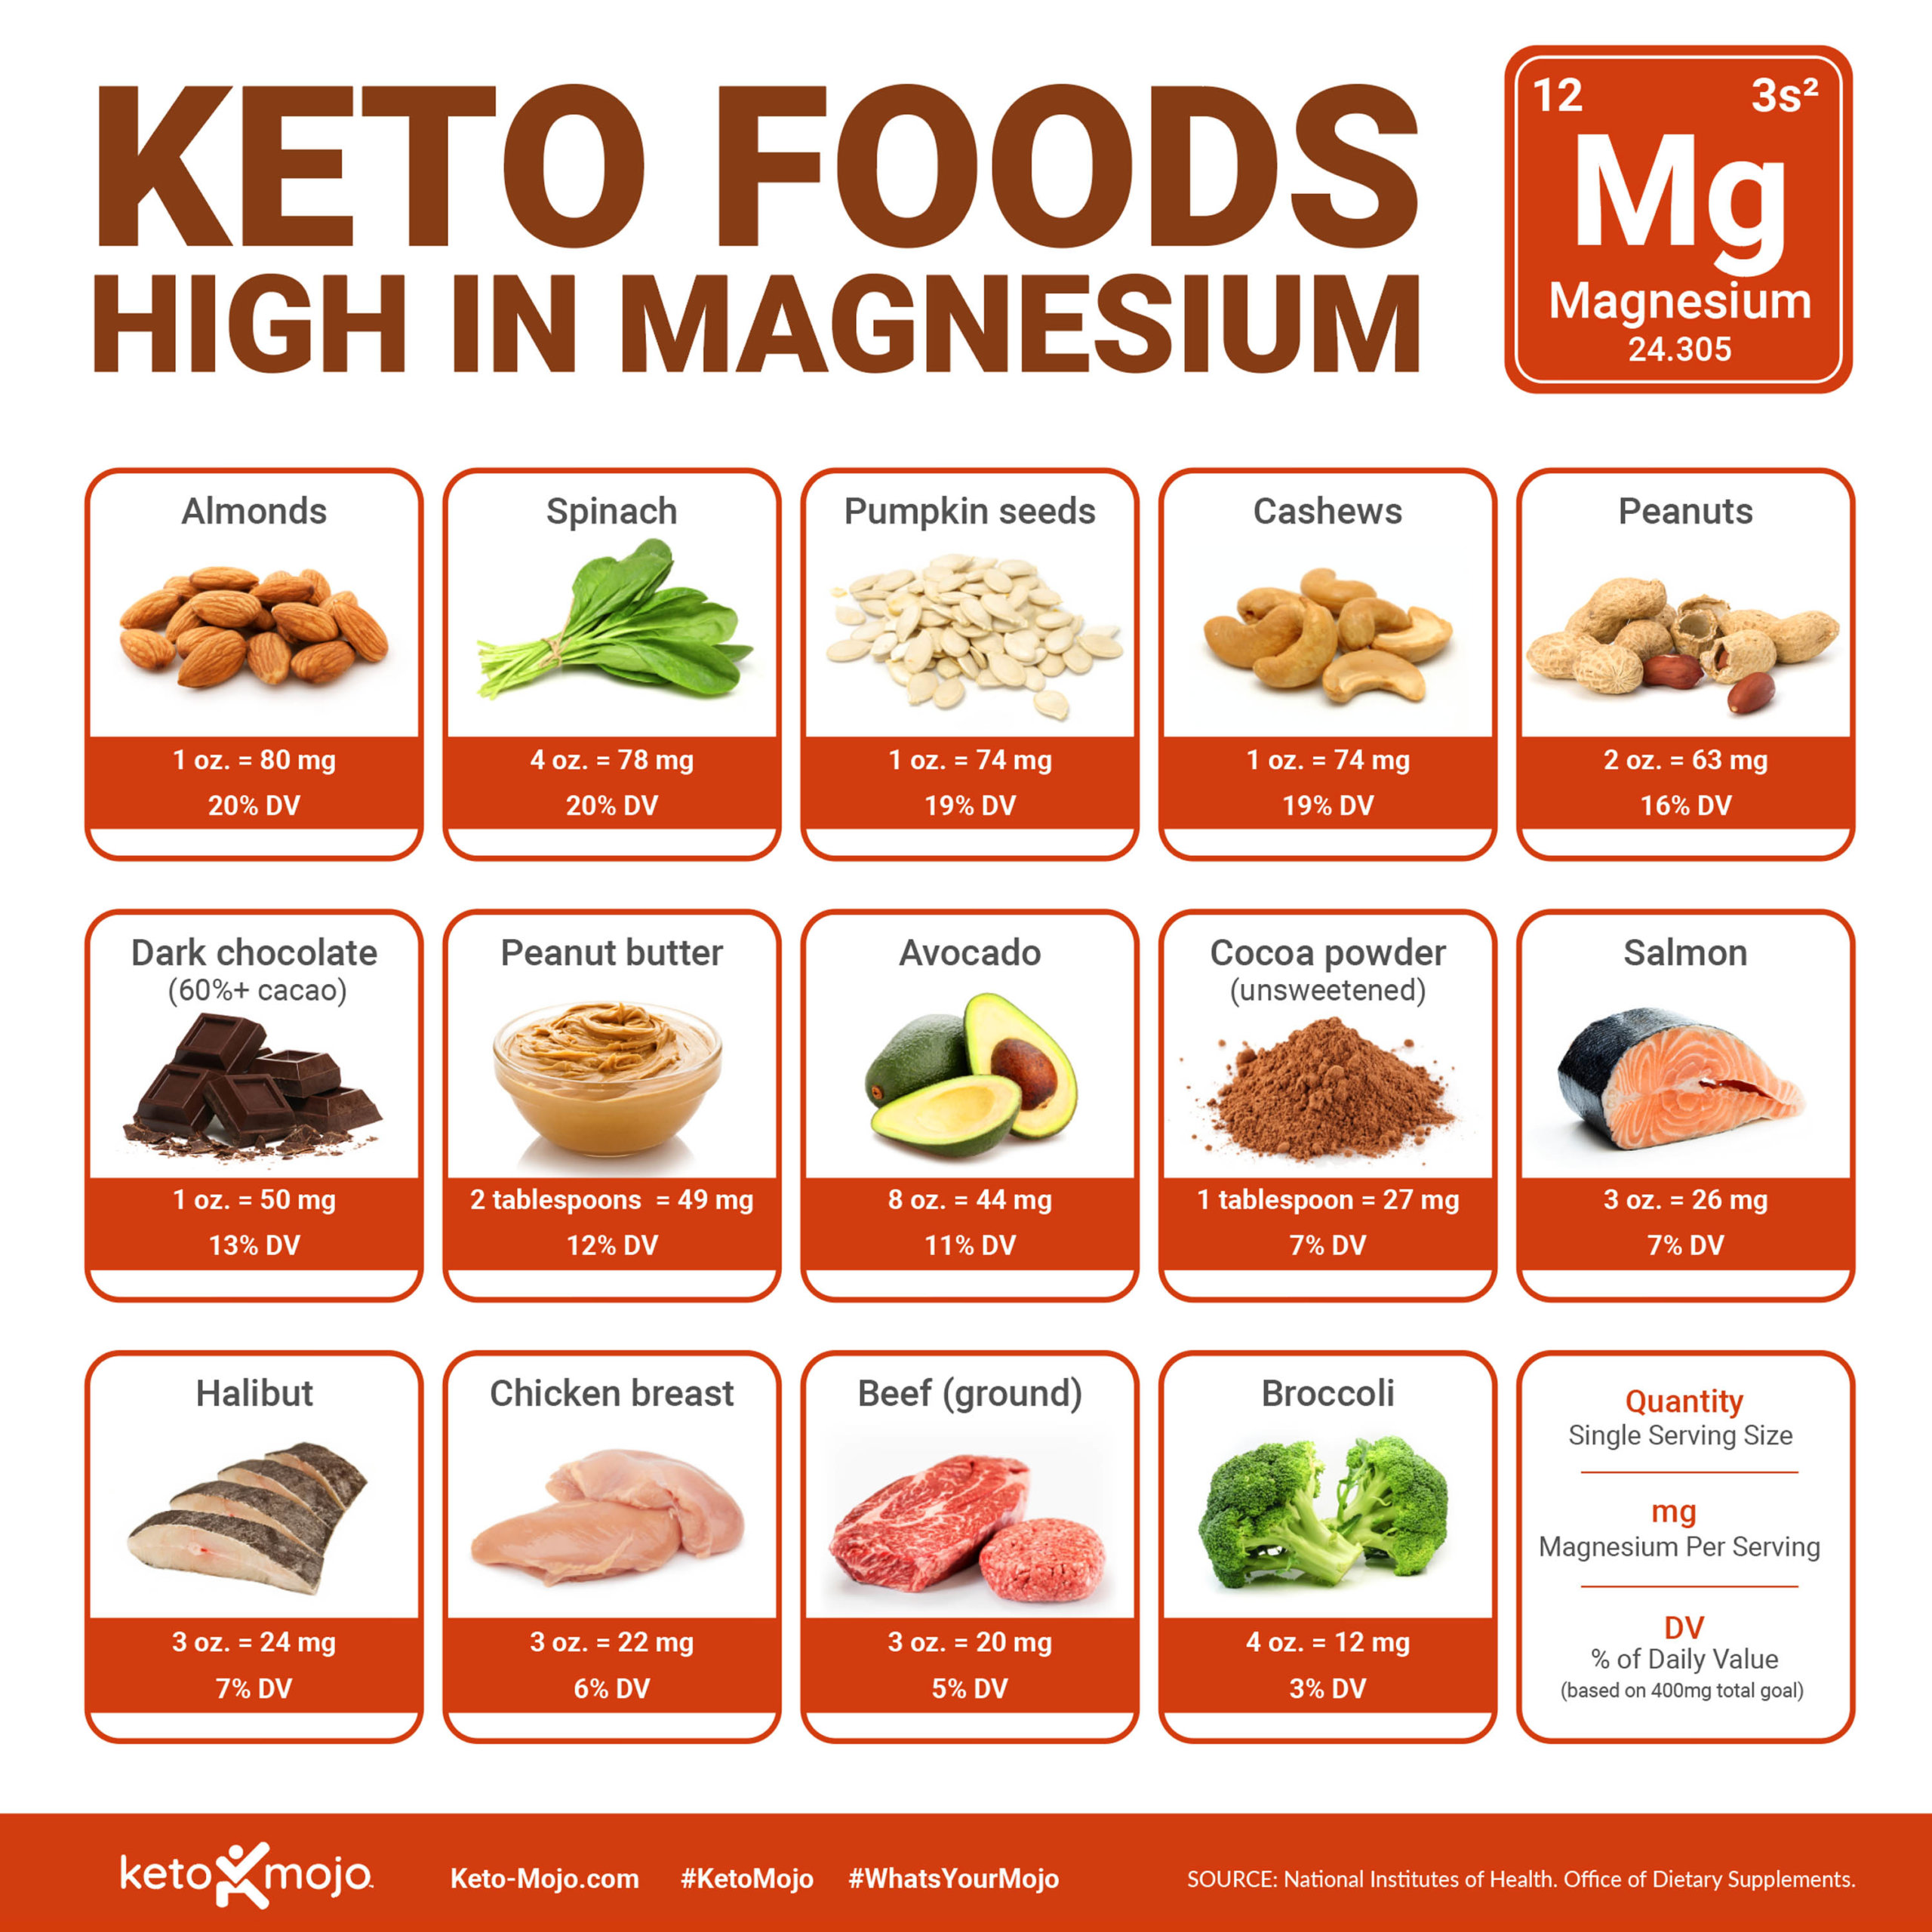 KETO FOODS
HIGH IN MAGNESIUM
12 3s²
Mg
Magnesium
24.305
Almonds
1 oz. = 80 mg
20% DV
Spinach
4 oz. = 78 mg
20% DV
Pumpkin seeds
1 oz. = 74 mg
19% DV
Cashews
1 oz. = 74 mg
19% DV
Peanuts
2 oz. = 63 mg
16% DV
Dark chocolate
(60%+ cacao)
1 oz. = 50 mg
13% DV
Peanut butter
2 tablespoons = 49 mg
12% DV
Avocado
8 oz. = 44 mg
11% DV
Cocoa powder
(unsweetened)
1 tablespoon = 27 mg
7% DV
Salmon
3 oz. = 26 mg
7% DV
Halibut
3 oz. = 24 mg
7% DV
Chicken breast
3 oz. = 22 mg
6% DV
Beef (ground)
3 oz. = 20 mg
5% DV
Broccoli
4 oz. = 12 mg
3% DV
Quantity
Single Serving Size
mg
Magnesium Per Serving
DV
% of Daily Value
(based on 400mg total goal)
keto mojo
Keto-Mojo.com #KetoMojo #WhatsYourMojo
SOURCE: National Institutes of Health. Office of Dietary Supplements.